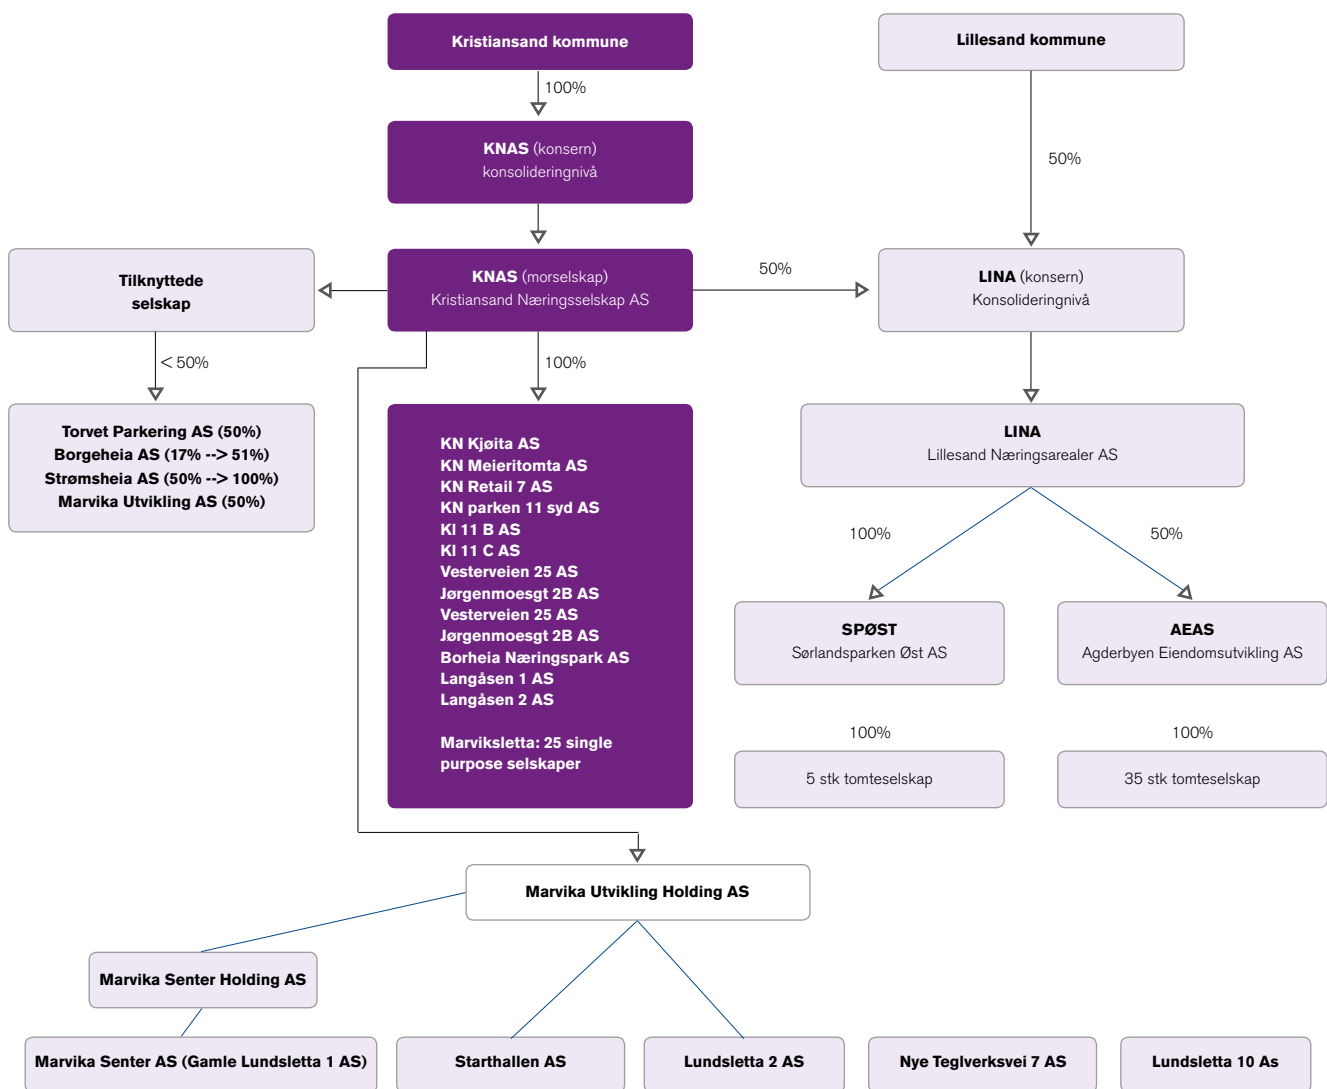 Kristiansand kommune
Lillesand kommune
100%
KNAS (konsern)
konsolideringnivå
50%
Tilknyttede
selskap
KNAS (morselskap)
Kristiansand Næringsselskap AS
50%
LINA (konsern)
Konsolideringnivå
< 50%
100%
Torvet Parkering AS (50%)
Borgeheia AS (17% --> 51%)
Strømsheia AS (50% --> 100%)
Marvika Utvikling AS (50%)
KN Kjøita AS
KN Meieritomta AS
KN Retail 7 AS
KN parken 11 syd AS
Kl 11 B AS
Kl 11 C AS
Vesterveien 25 AS
Jørgenmoesgt 2B AS
Vesterveien 25 AS
Jørgenmoesgt 2B AS
Borheia Næringspark AS
Langåsen 1 AS
Langåsen 2 AS
Marviksletta: 25 single
purpose selskaper
LINA
Lillesand Næringsarealer AS
100%
50%
SPØST
Sørlandsparken Øst AS
AEAS
Agderbyen Eiendomsutvikling AS
100%
100%
5 stk tomteselskap
35 stk tomteselskap
Marvika Utvikling Holding AS
Marvika Senter Holding AS
Marvika Senter AS (Gamle Lundsletta 1 AS)
Starthallen AS
Lundsletta 2 AS
Nye Teglverksvei 7 AS
Lundsletta 10 As